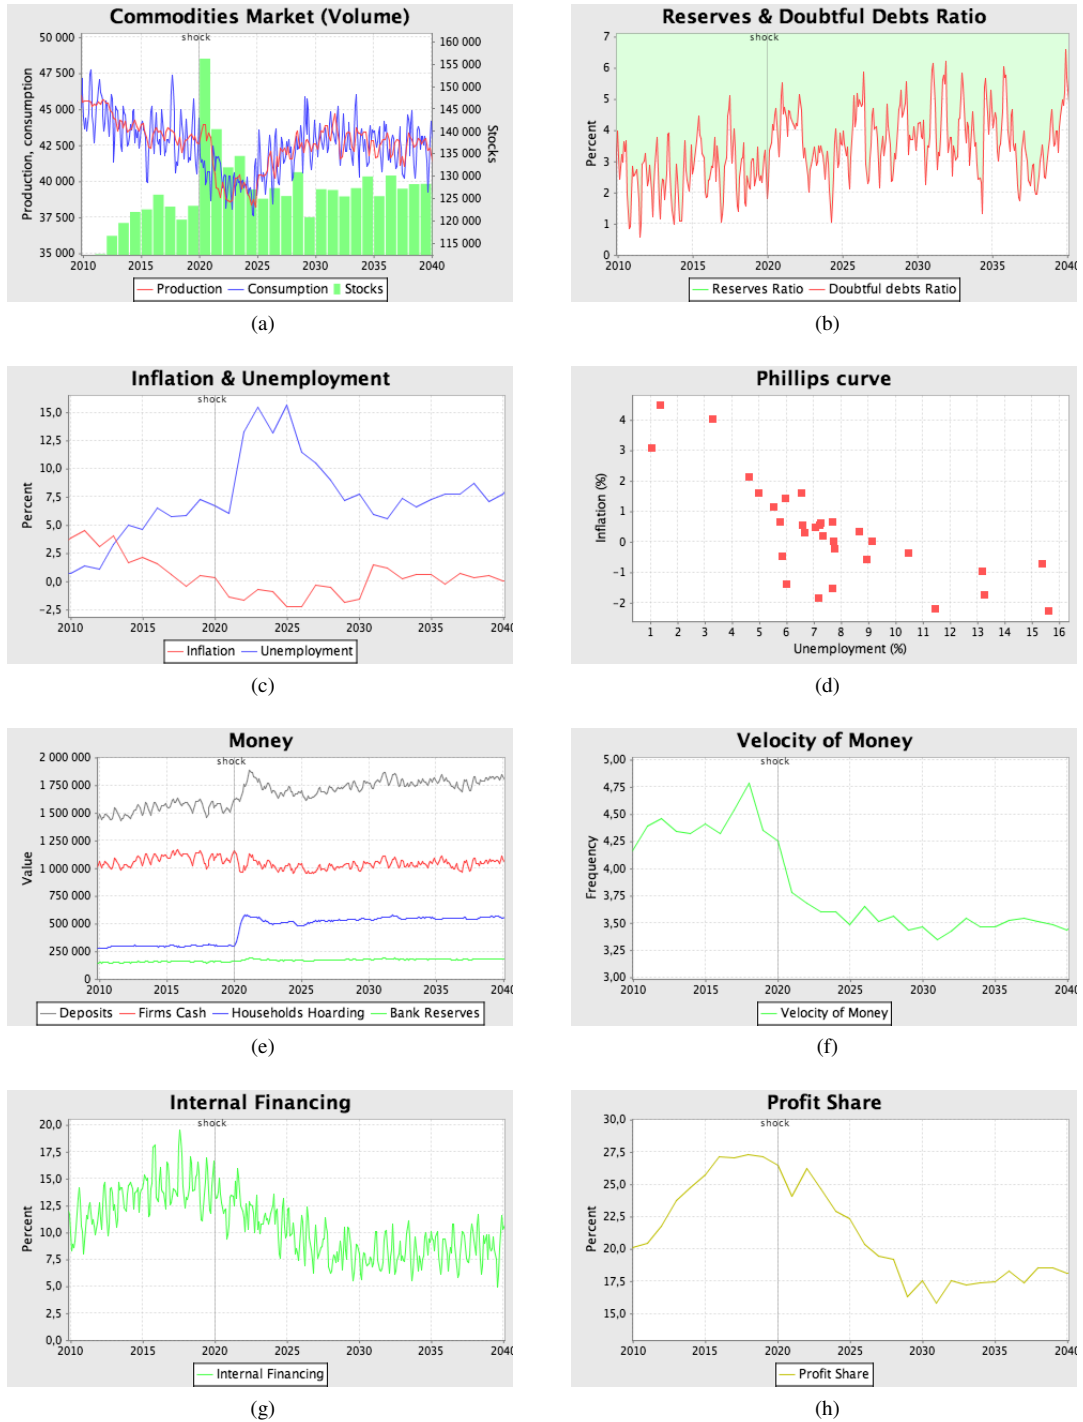 Commodities Market (Volume)
shock
Production, consumption
50 000
47 500
45 000
42 500
40 000
37 500
35 000
160 000
155 000
150 000
145 000
140 000
135 000
130 000
125 000
120 000
115 000
Stocks
2010 2015 2020 2025 2030 2035 2040
Production Consumption Stocks
(a)
Reserves & Doubtful Debts Ratio
shock
Percent
7
6
5
4
3
2
1
0
2010 2015 2020 2025 2030 2035 2040
Reserves Ratio Doubtful debts Ratio
(b)
Inflation & Unemployment
shock
Percent
15,0
12,5
10,0
7,5
5,0
2,5
0,0
−2,5
2010 2015 2020 2025 2030 2035 2040
Inflation Unemployment
(c)
Phillips curve
Inflation (%)
4
3
2
1
0
−1
−2
1 2 3 4 5 6 7 8 9 10 11 12 13 14 15 16
Unemployment (%)
(d)
Money
shock
Value
2 000 000
1 750 000
1 500 000
1 250 000
1 000 000
750 000
500 000
250 000
0
2010 2015 2020 2025 2030 2035 2040
Deposits Firms Cash Households Hoarding Bank Reserves
(e)
Velocity of Money
shock
Frequency
5,00
4,75
4,50
4,25
4,00
3,75
3,50
3,25
3,00
2010 2015 2020 2025 2030 2035 2040
Velocity of Money
(f)
Internal Financing
shock
Percent
20,0
17,5
15,0
12,5
10,0
7,5
5,0
2,5
0,0
2010 2015 2020 2025 2030 2035 2040
Internal Financing
(g)
Profit Share
shock
Percent
30,0
27,5
25,0
22,5
20,0
17,5
15,0
2010 2015 2020 2025 2030 2035 2040
Profit Share
(h)